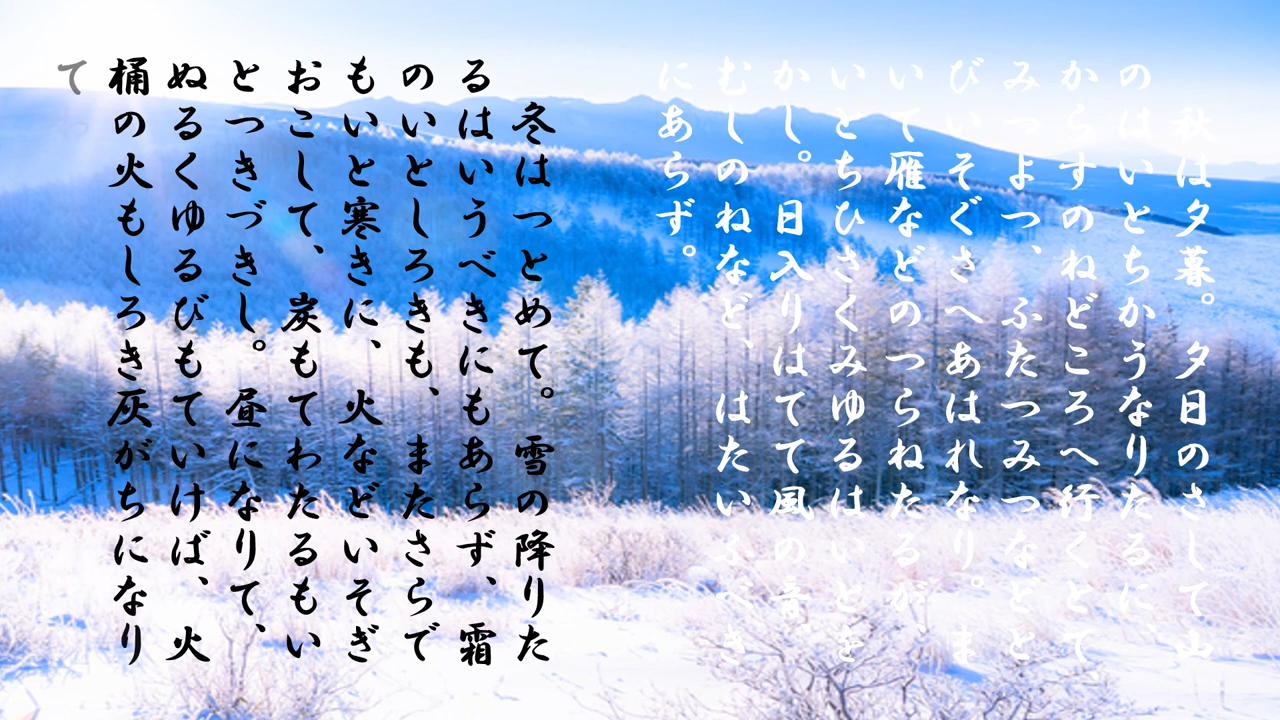 秋は夕暮。夕日のさして山
のはいとちかうなりたるに、
からすのねどころへ行くとて
みつよつ、ふたつみつなどと
びいそぐさへあはれなり。ま
いて雁などのつらねたるが
いとちひさくみゆるはいとを
かし。日入りはてて風の音、
むしのねなど、はたいふべ
にあらず。
冬はつとめて。雪の降りた
るはいうべきにもあらず、霜
のいとしろきも、またさらで
もいと寒きに、火などいそぎ
おこして、炭もてわたるもい
とつきづきし。昼になりて、
ぬるくゆるびもていけば、火
桶の火もしろき灰がちになり
て